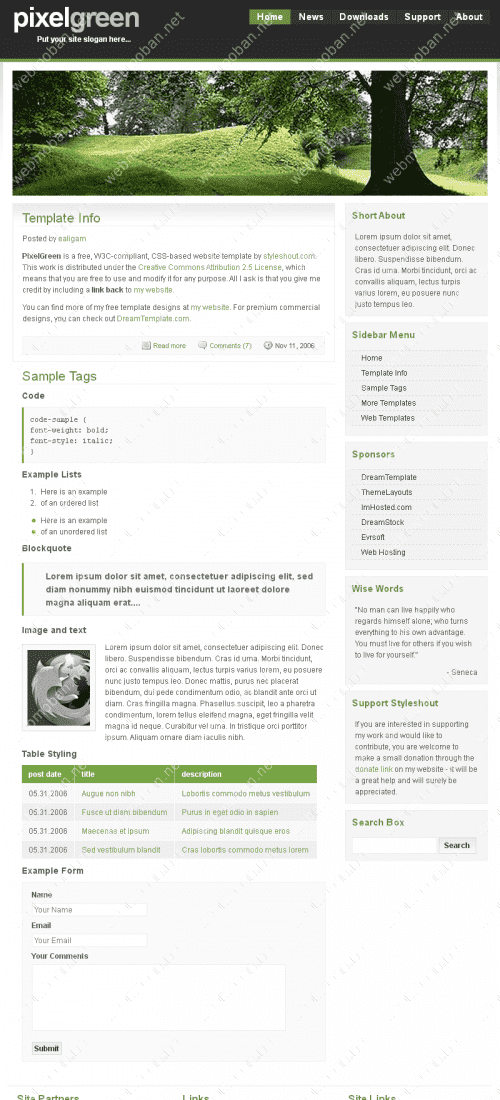 pixelgreen
Put your site slogan here...
Home News Downloads Support About
Template Info
Posted by ealigam
PixelGreen is a free, W3C-compliant, CSS-based website template by styleshout.com.
This work is distributed under the Creative Commons Attribution 2.5 License, which
means that you are free to use and modify it for any purpose. All I ask is that you give me
credit by including a link back to my website.
You can find more of my free template designs at my website. For premium commercial
designs, you can check out DreamTemplate.com.
Read more Comments (7) Nov 11, 2006
Sample Tags
Code
code-sample {
font-weight: bold;
font-style: italic;
}
Example Lists
1. Here is an example
2. of an ordered list
Here is an example
of an unordered list
Blockquote
Lorem ipsum dolor sit amet, consectetuer adipiscing elit, sed
diam nonummy nibh euismod tincidunt ut laoreet dolore
magna aliquam erat....
Image and text
Lorem ipsum dolor sit amet, consectetuer adipiscing elit. Donec
libero. Suspendisse bibendum. Cras id urna. Morbi tincidunt,
orci ac convallis aliquam, lectus turpis varius lorem, eu posuere
nunc justo tempus leo. Donec mattis, purus nec placerat
bibendum, dui pede condimentum odio, ac blandit ante orci ut
diam. Cras fringilla magna. Phasellus suscipit, leo a pharetra
condimentum, lorem tellus eleifend magna, eget fringilla velit
magna id neque. Curabitur vel urna. In tristique orci porttitor
ipsum. Aliquam ornare diam iaculis nibh.
Table Styling
post date title description
05.31.2006 Augue non nibh Lobortis commodo metus vestibulum
05.31.2006 Fusce ut diam bibendum Purus in eget odio in sapien
05.31.2006 Maecenas et ipsum Adipiscing blandit quisque eros
05.31.2006 Sed vestibulum blandit Cras lobortis commodo metus lorem
Example Form
Name
Your Name
Email
Your Email
Your Comments
Submit
Short About
Lorem ipsum dolor sit amet,
consectetuer adipiscing elit. Donec
libero. Suspendisse bibendum.
Cras id urna. Morbi tincidunt, orci ac
convallis aliquam, lectus turpis
varius lorem, eu posuere nunc
justo tempus leo.
Sidebar Menu
Home
Template Info
Sample Tags
More Templates
Web Templates
Sponsors
DreamTemplate
ThemeLayouts
ImHosted.com
DreamStock
Evrsoft
Web Hosting
Wise Words
"No man can live happily who
regards himself alone, who turns
everything to his own advantage.
You must live for others if you wish
to live for yourself."
- Seneca
Support Styleshout
If you are interested in supporting
my work and would like to
contribute, you are welcome to
make a small donation through the
donate link on my website - it will be
a great help and will surely be
appreciated.
Search Box
Search
Site Partners Links Site Links
webmoban.net